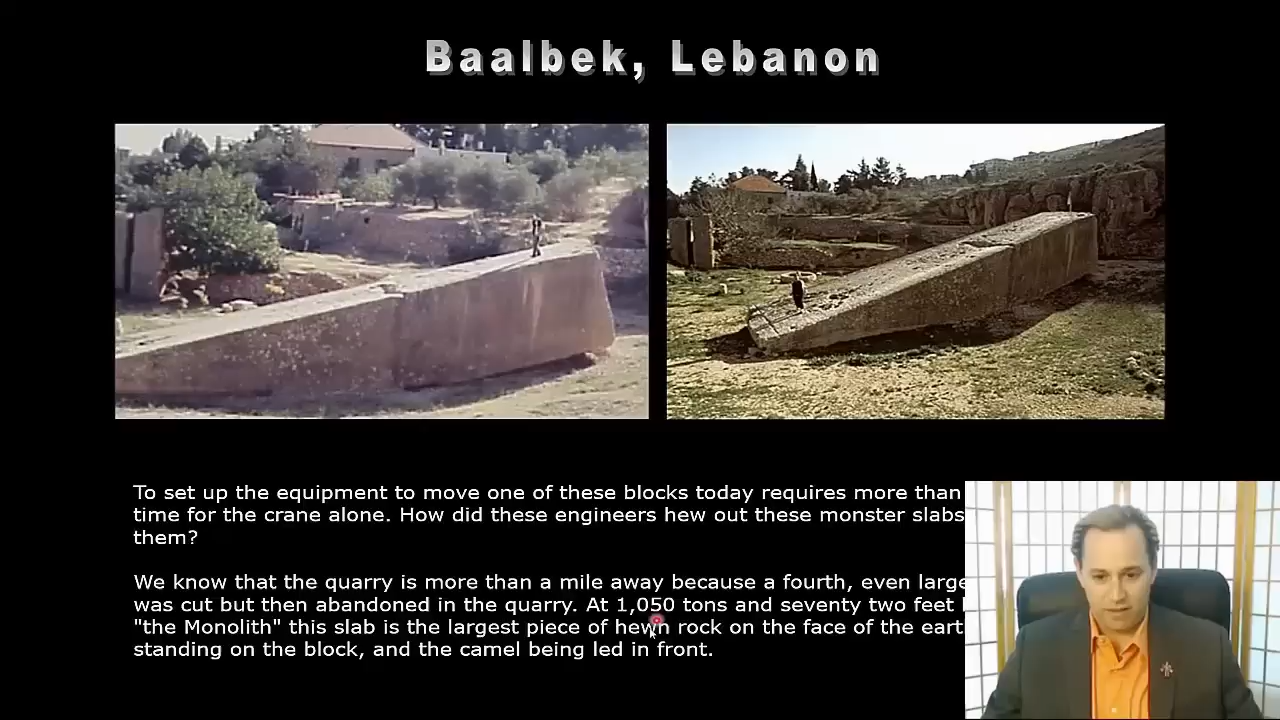 Baalbek, Lebanon
To set up the equipment to move one of these blocks today requires more than
time for the crane alone. How did these engineers hew out these monster slabs
them?
We know that the quarry is more than a mile away because a fourth, even large
was cut but then abandoned in the quarry. At 1,050 tons and seventy two feet
"the Monolith" this slab is the largest piece of hewn rock on the face of the eart
standing on the block, and the camel being led in front.